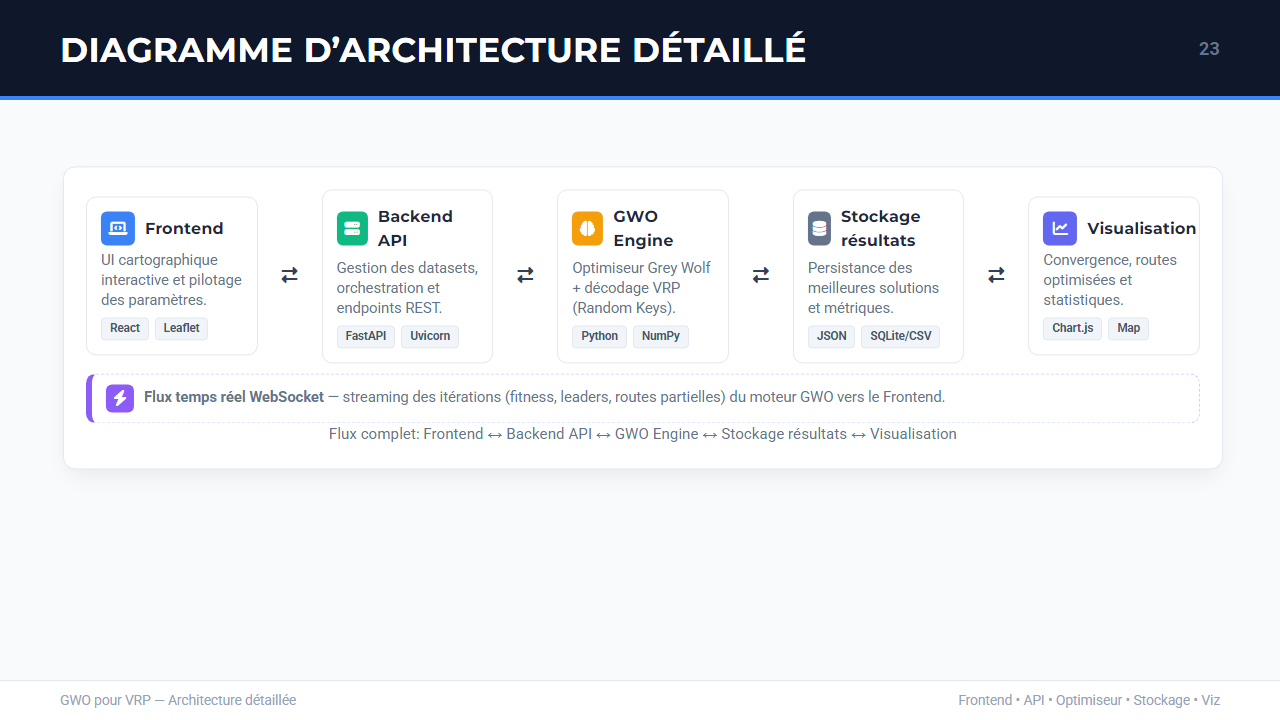 DIAGRAMME D’ARCHITECTURE DÉTAILLÉ
23
Frontend
UI cartographique
interactive et pilotage
des paramètres.
React Leaflet
Backend
API
Gestion des datasets,
orchestration et
endpoints REST.
FastAPI Uvicorn
GWO
Engine
Optimiseur Grey Wolf
+ décodage VRP
(Random Keys).
Python NumPy
Stockage
résultats
Persistance des
meilleures solutions
et métriques.
JSON SQLite/CSV
Visualisation
Convergence, routes
optimisées et
statistiques.
Chart.js Map
Flux temps réel WebSocket — streaming des itérations (fitness, leaders, routes partielles) du moteur GWO vers le Frontend.
Flux complet: Frontend ↔ Backend API ↔ GWO Engine ↔ Stockage résultats ↔ Visualisation
GWO pour VRP — Architecture détaillée
Frontend • API • Optimiseur • Stockage • Viz